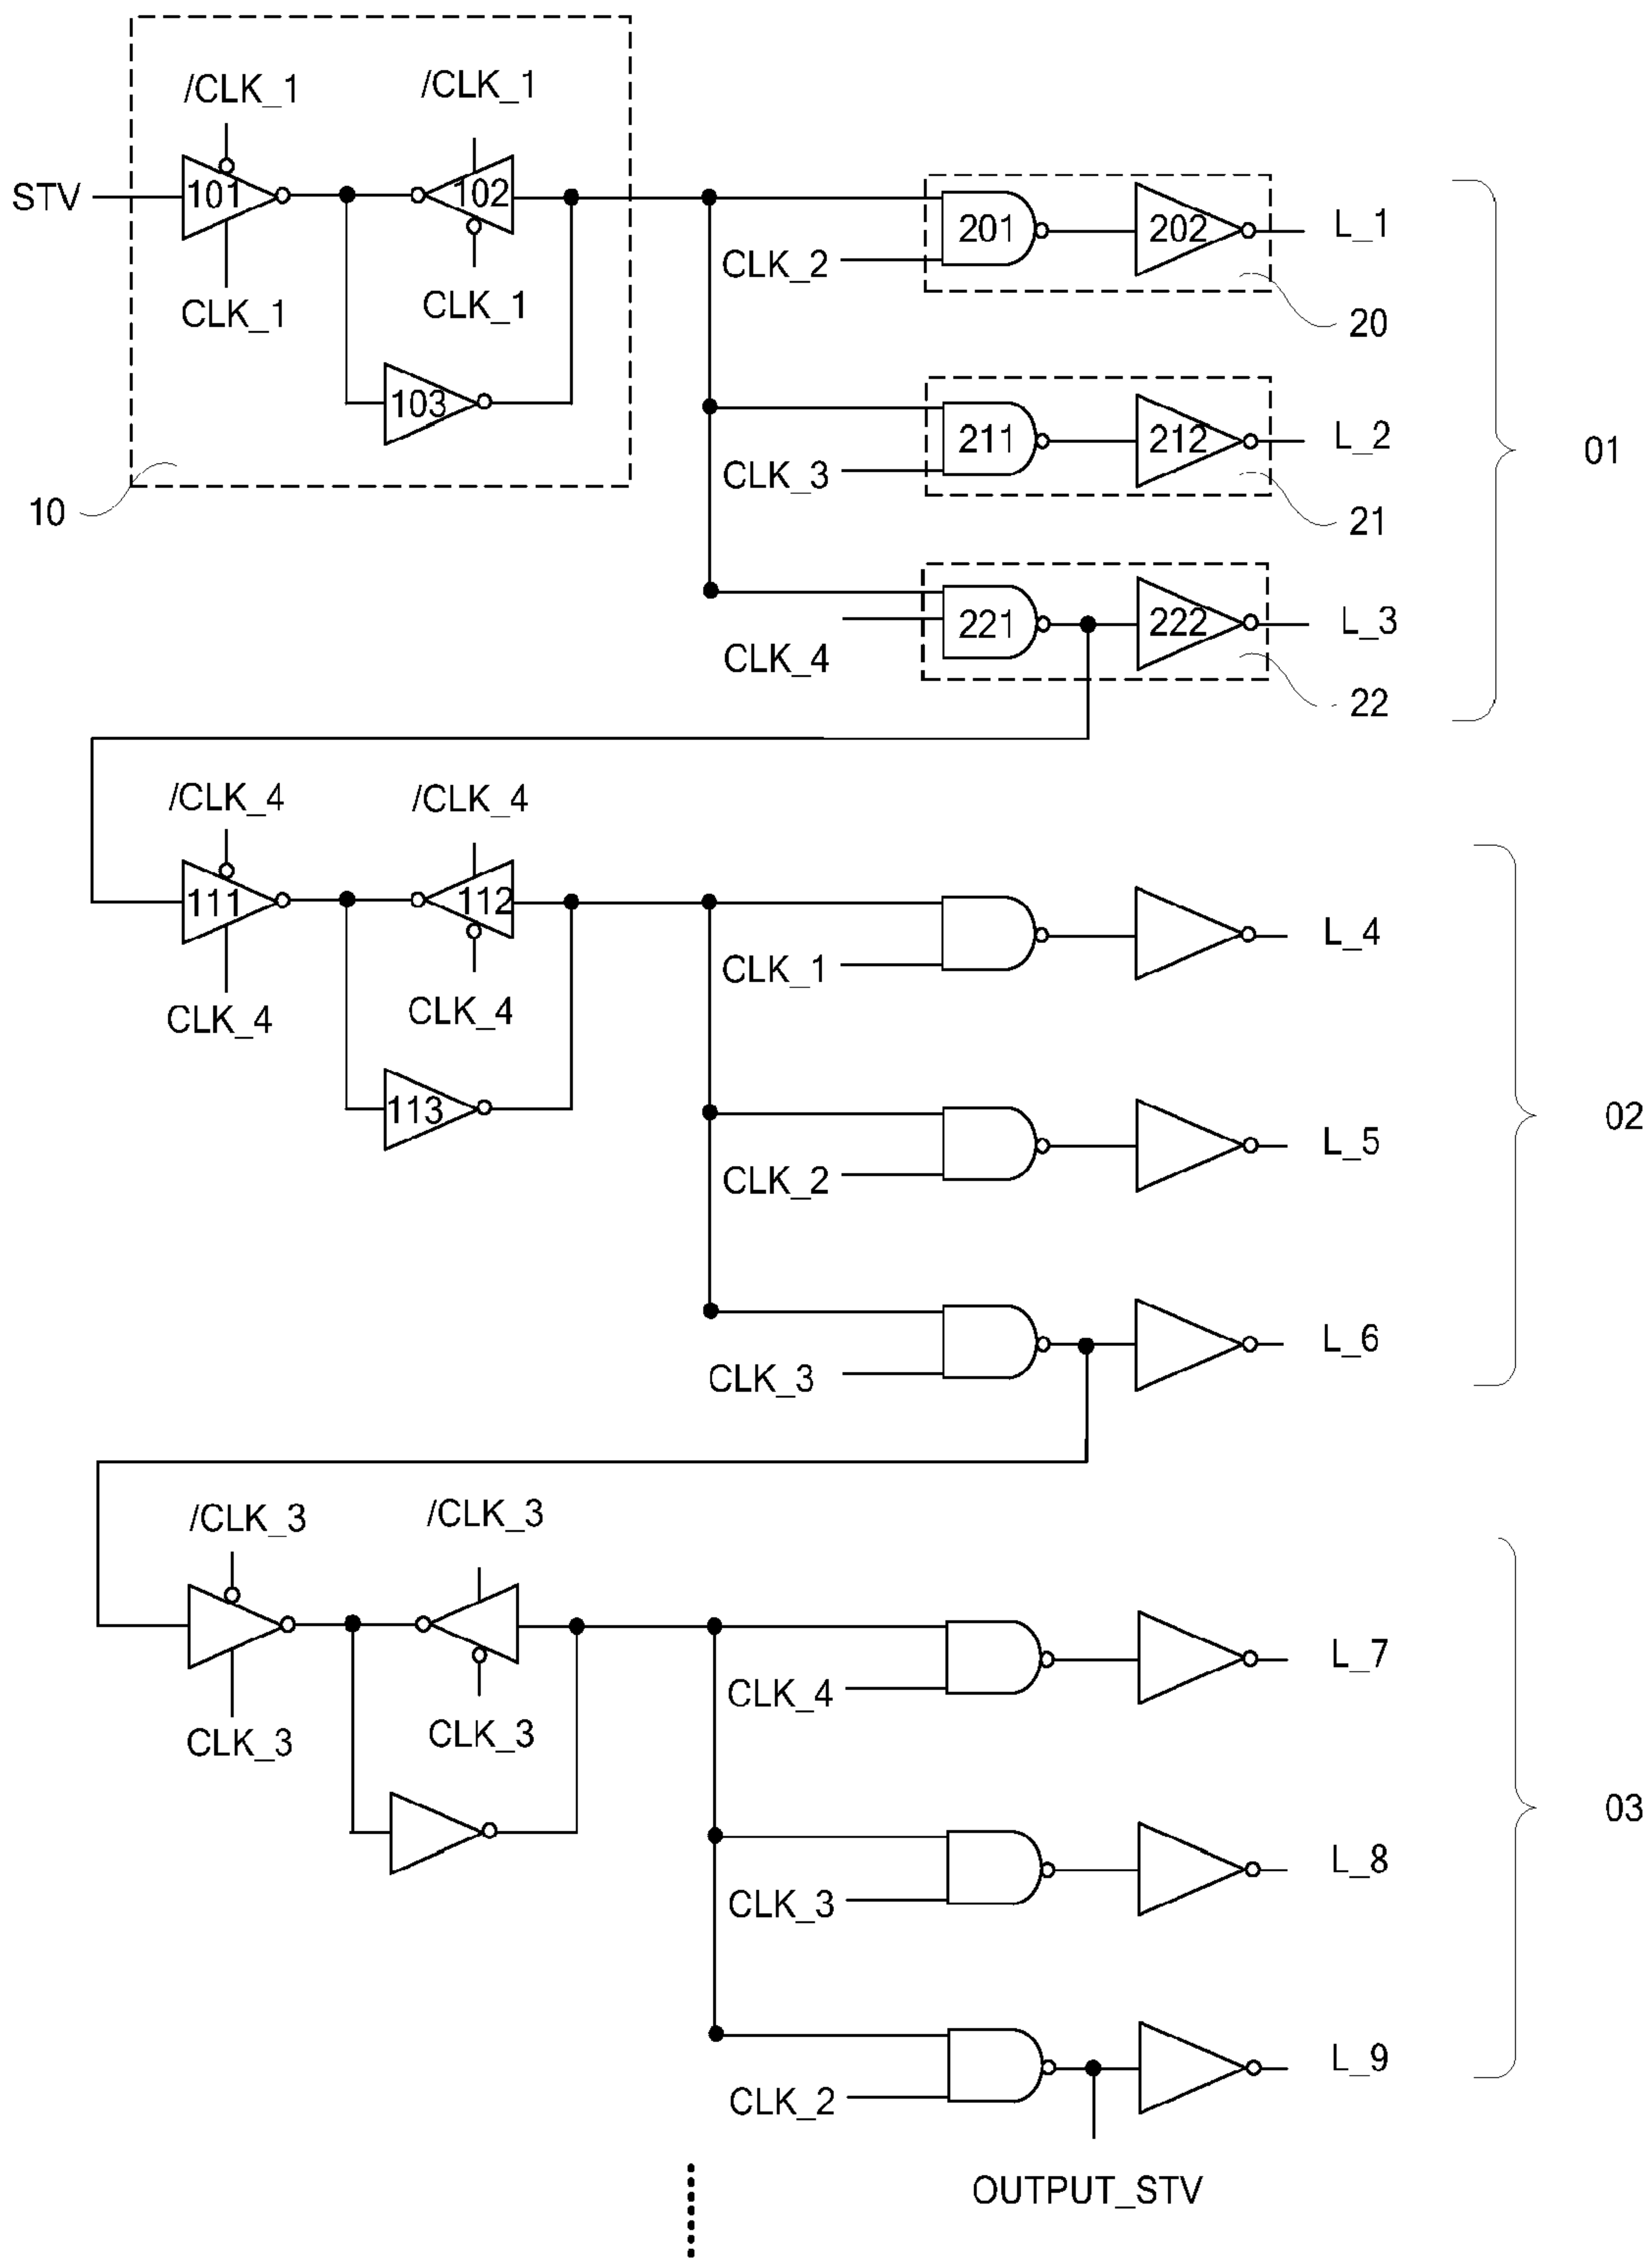 /CLK_1
/CLK_1
STV
101
102
CLK_1
CLK_1
103
10
CLK_2
201
202
L_1
20
CLK_3
211
212
L_2
21
01
CLK_4
221
222
L_3
22
/CLK_4
/CLK_4
111
112
CLK_4
CLK_4
113
CLK_1
L_4
CLK_2
L_5
02
CLK_3
L_6
/CLK_3
/CLK_3
CLK_3
CLK_3
CLK_4
L_7
CLK_3
L_8
03
CLK_2
L_9
OUTPUT_STV